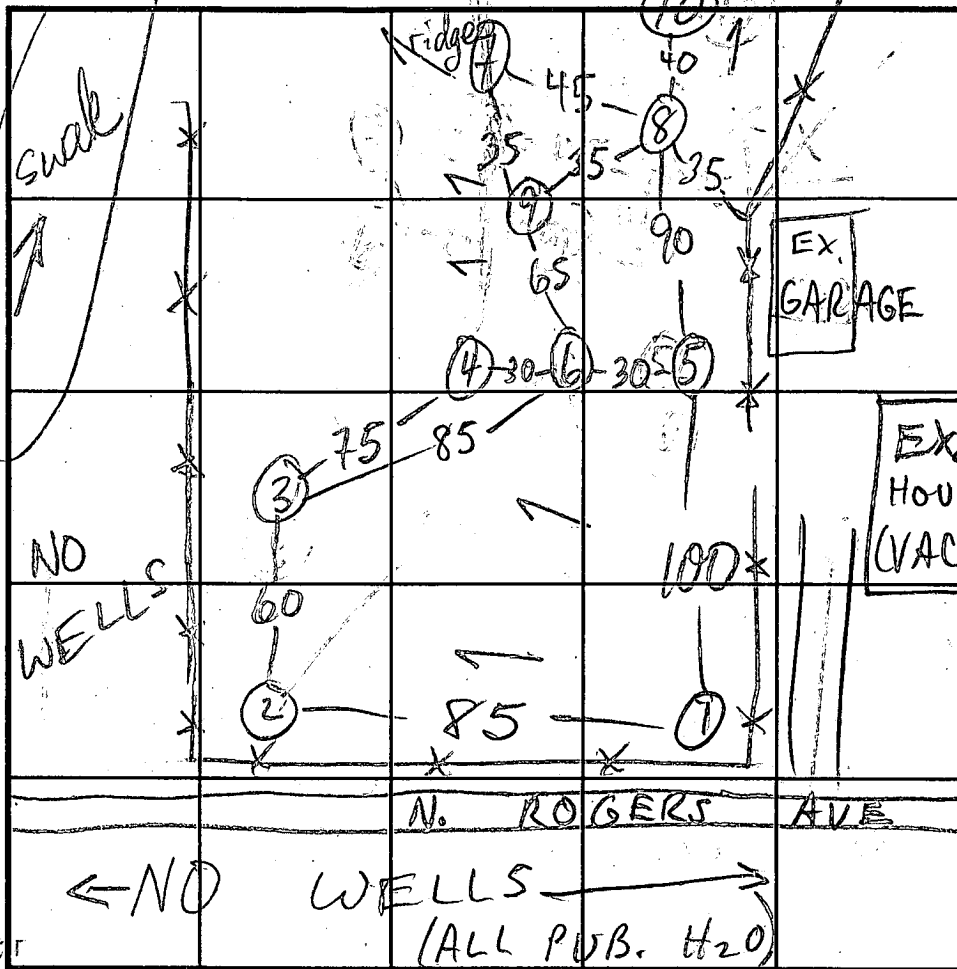 ridge 7 10
40
45
swale 8
35 35 35
9
90
65
EX.
GARAGE
4 30 6 30 5
75 85
EX.
HOU
3
(VAC
NO
100
60
WELLS
2 85 1
N. ROGERS AVE
←NO WELLS→
(ALL PUB. H2O)